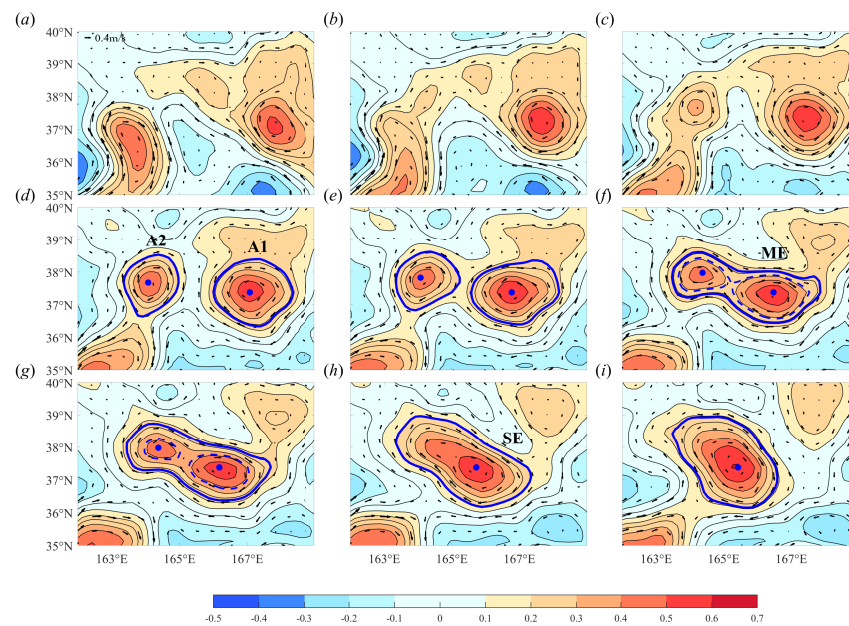 (a) (b) (c)
0.4m/s
40°N
39°N
38°N
37°N
36°N
35°N
(d) (e) (f)
40°N
39°N
38°N
37°N
36°N
35°N
A2 A1 ME
(g) (h) (i)
40°N
39°N
38°N
37°N
36°N
35°N
SE
163°E 165°E 167°E 163°E 165°E 167°E 163°E 165°E 167°E
-0.5 -0.4 -0.3 -0.2 -0.1 0 0.1 0.2 0.3 0.4 0.5 0.6 0.7